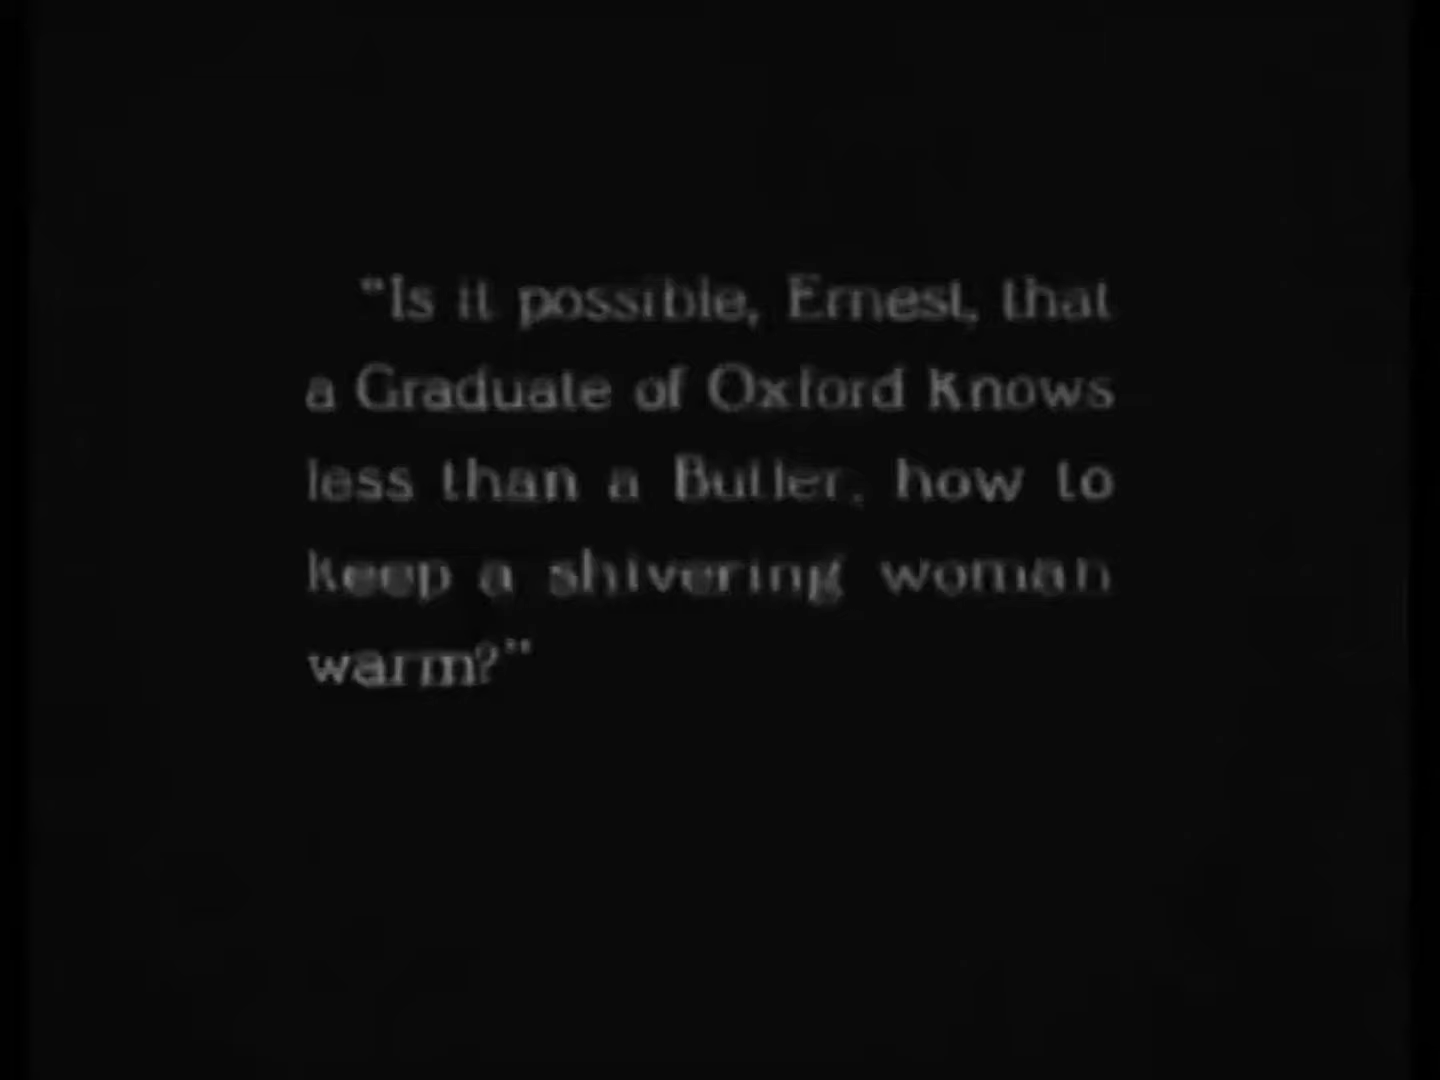 “Is it possible, Ernest, that
a Graduate of Oxford Knows
less than a Butler, how to
keep a shivering woman
warm?”